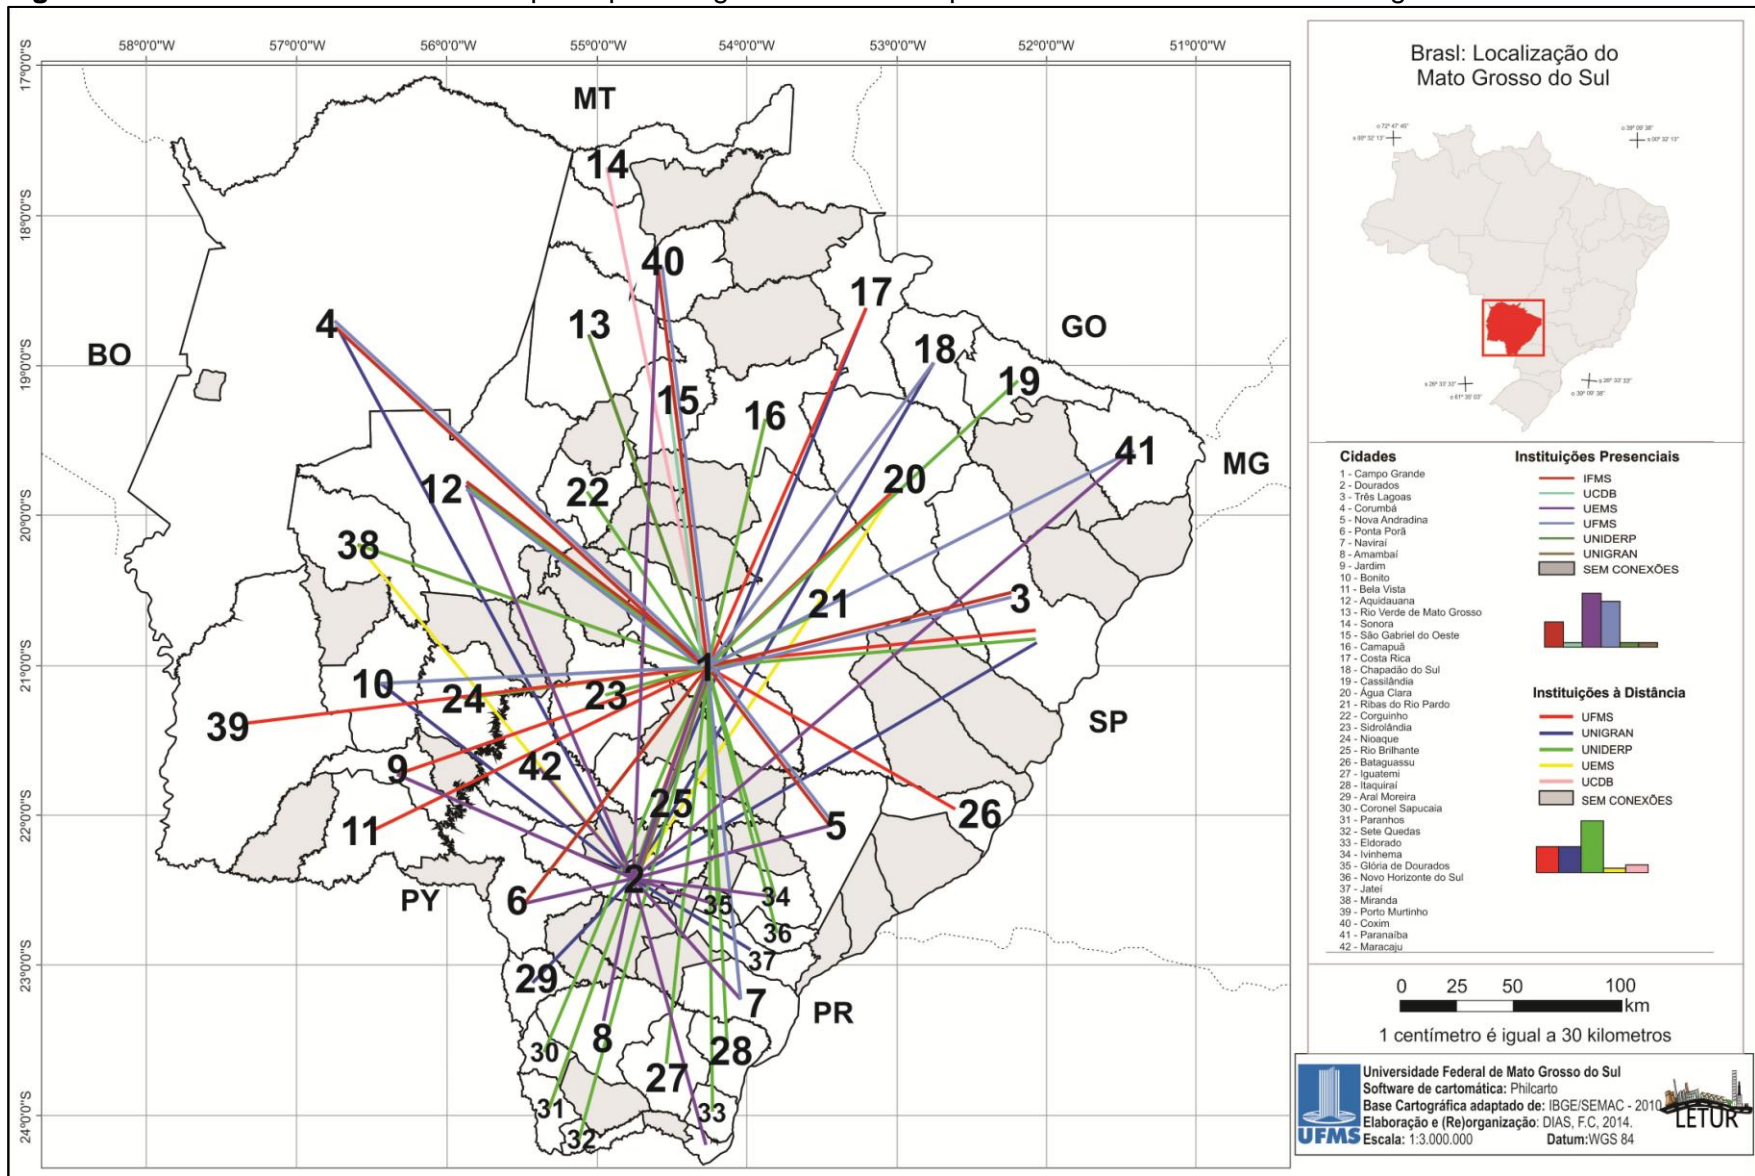 58°0'0"W 57°0'0"W 56°0'0"W 55°0'0"W 54°0'0"W 53°0'0"W 52°0'0"W 51°0'0"W
17°0'0"S
18°0'0"S
19°0'0"S
20°0'0"S
21°0'0"S
22°0'0"S
23°0'0"S
24°0'0"S
MT
14
40
17
4
13
BO
GO
18
19
15
16
41
MG
12
22
20
38
3
21
1
10
24
23
39
SP
9
42
25
5
11
26
2
PY
6
35
34
36
37
29
7
PR
8
30
28
27
31
33
32
Brasl: Localização do
Mato Grosso do Sul
Cidades
1 - Campo Grande
2 - Dourados
3 - Três Lagoas
4 - Corumbá
5 - Nova Andradina
6 - Ponta Porã
7 - Naviraí
8 - Amambaí
9 - Jardim
10 - Bonito
11 - Bela Vista
12 - Aquidauana
13 - Rio Verde de Mato Grosso
14 - Sonora
15 - São Gabriel do Oeste
16 - Camapuã
17 - Costa Rica
18 - Chapadão do Sul
19 - Cassilândia
20 - Água Clara
21 - Ribas do Rio Pardo
22 - Corguinho
23 - Sidrolândia
24 - Nioaque
25 - Rio Brilhante
26 - Bataguassu
27 - Iguatemi
28 - Itaquiraí
29 - Aral Moreira
30 - Coronel Sapucaia
31 - Paranhos
32 - Sete Quedas
33 - Eldorado
34 - Ivinhema
35 - Glória de Dourados
36 - Novo Horizonte do Sul
37 - Jateí
38 - Miranda
39 - Porto Murtinho
40 - Coxim
41 - Paranaíba
42 - Maracaju
Instituições Presenciais
IFMS
UCDB
UEMS
UFMS
UNIDERP
UNIGRAN
SEM CONEXÕES
Instituições à Distância
UFMS
UNIGRAN
UNIDERP
UEMS
UCDB
SEM CONEXÕES
0 25 50 100
km
1 centímetro é igual a 30 kilometros
UFMS
Universidade Federal de Mato Grosso do Sul
Software de cartomática: Philcarto
Base Cartográfica adaptado de: IBGE/SEMAC - 2010
Elaboração e (Re)organização: DIAS, F.C, 2014.
Escala: 1:3.000.000 Datum:WGS 84
LETUR